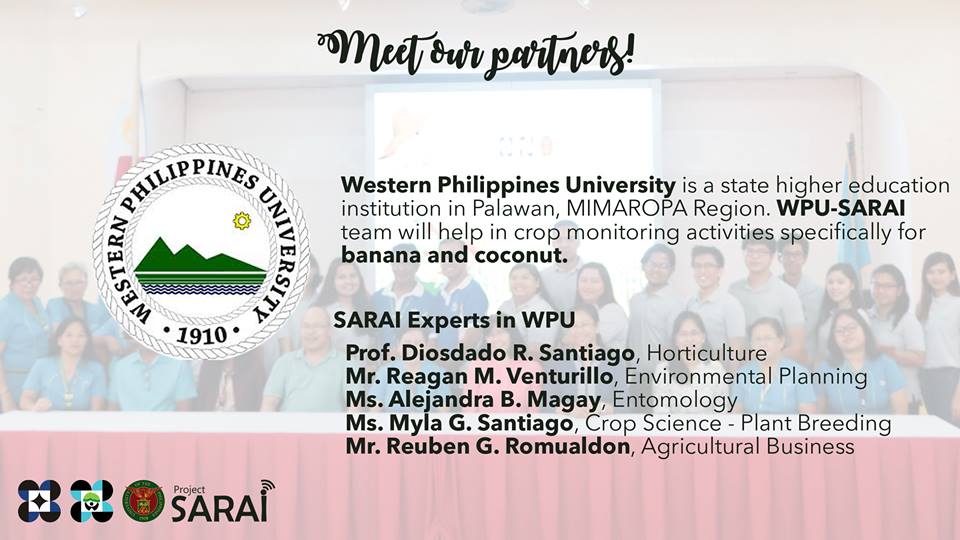 Meet our partners!
WESTERN PHILIPPINES UNIVERSITY
• 1910 •
Western Philippines University is a state higher education
institution in Palawan, MIMAROPA Region. WPU-SARAI
team will help in crop monitoring activities specifically for
banana and coconut.
SARAI Experts in WPU
Prof. Diosdado R. Santiago, Horticulture
Mr. Reagan M. Venturillo, Environmental Planning
Ms. Alejandra B. Magay, Entomology
Ms. Myla G. Santiago, Crop Science - Plant Breeding
Mr. Reuben G. Romualdon, Agricultural Business
Project
SARAI